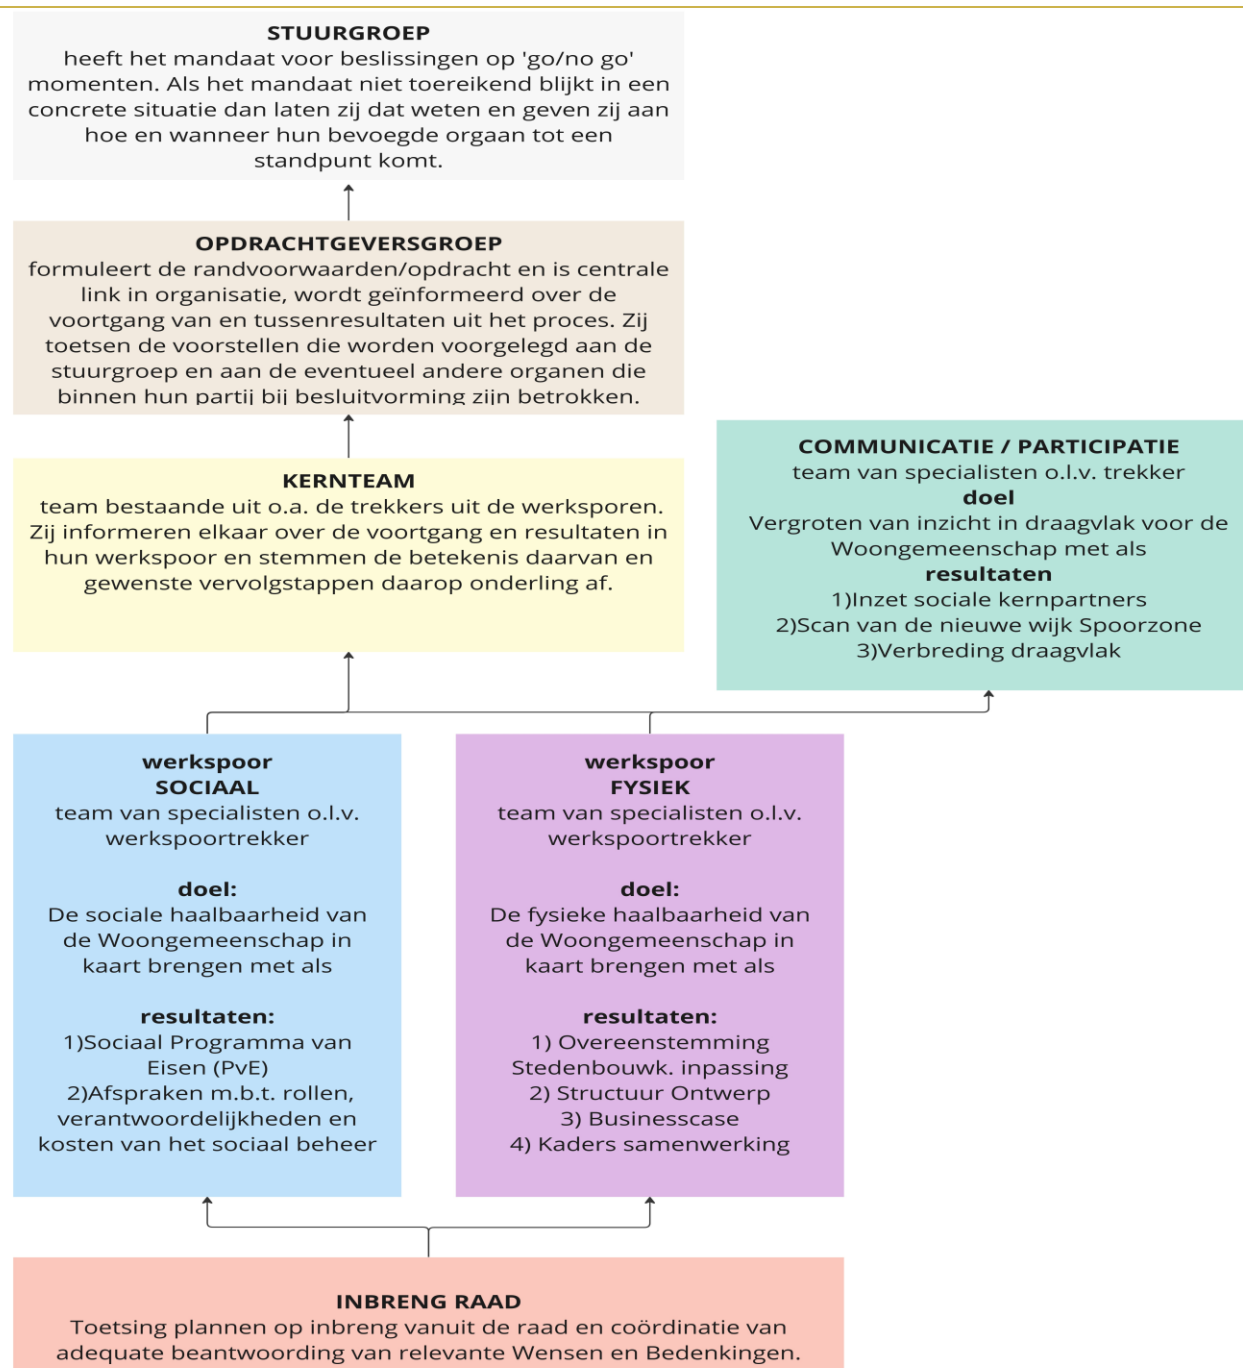 STUURGROEP
heeft het mandaat voor beslissingen op 'go/no go'
momenten. Als het mandaat niet toereikend blijkt in een
concrete situatie dan laten zij dat weten en geven zij aan
hoe en wanneer hun bevoegde orgaan tot een
standpunt komt.
OPDRACHTGEVERSGROEP
formuleert de randvoorwaarden/opdracht en is centrale
link in organisatie, wordt geïnformeerd over de
voortgang van en tussenresultaten uit het proces. Zij
toetsen de voorstellen die worden voorgelegd aan de
stuurgroep en aan de eventueel andere organen die
binnen hun partij bij besluitvorming zijn betrokken.
KERNTEAM
team bestaande uit o.a. de trekkers uit de werksporen.
Zij informeren elkaar over de voortgang en resultaten in
hun werkspoor en stemmen de betekenis daarvan en
gewenste vervolgstappen daarop onderling af.
COMMUNICATIE / PARTICIPATIE
team van specialisten o.l.v. trekker
doel
Vergroten van inzicht in draagvlak voor de
Woongemeenschap met als
resultaten
1)Inzet sociale kernpartners
2)Scan van de nieuwe wijk Spoorzone
3)Verbreding draagvlak
werkspoor
SOCIAAL
team van specialisten o.l.v.
werkspoortrekker
doel:
De sociale haalbaarheid van
de Woongemeenschap in
kaart brengen met als
resultaten:
1)Sociaal Programma van
Eisen (PvE)
2)Afspraken m.b.t. rollen,
verantwoordelijkheden en
kosten van het sociaal beheer
werkspoor
FYSIEK
team van specialisten o.l.v.
werkspoortrekker
doel:
De fysieke haalbaarheid van
de Woongemeenschap in
kaart brengen met als
resultaten:
1) Overeenstemming
Stedenbouwk. inpassing
2) Structuur Ontwerp
3) Businesscase
4) Kaders samenwerking
INBRENG RAAD
Toetsing plannen op inbreng vanuit de raad en coördinatie van
adequate beantwoording van relevante Wensen en Bedenkingen.